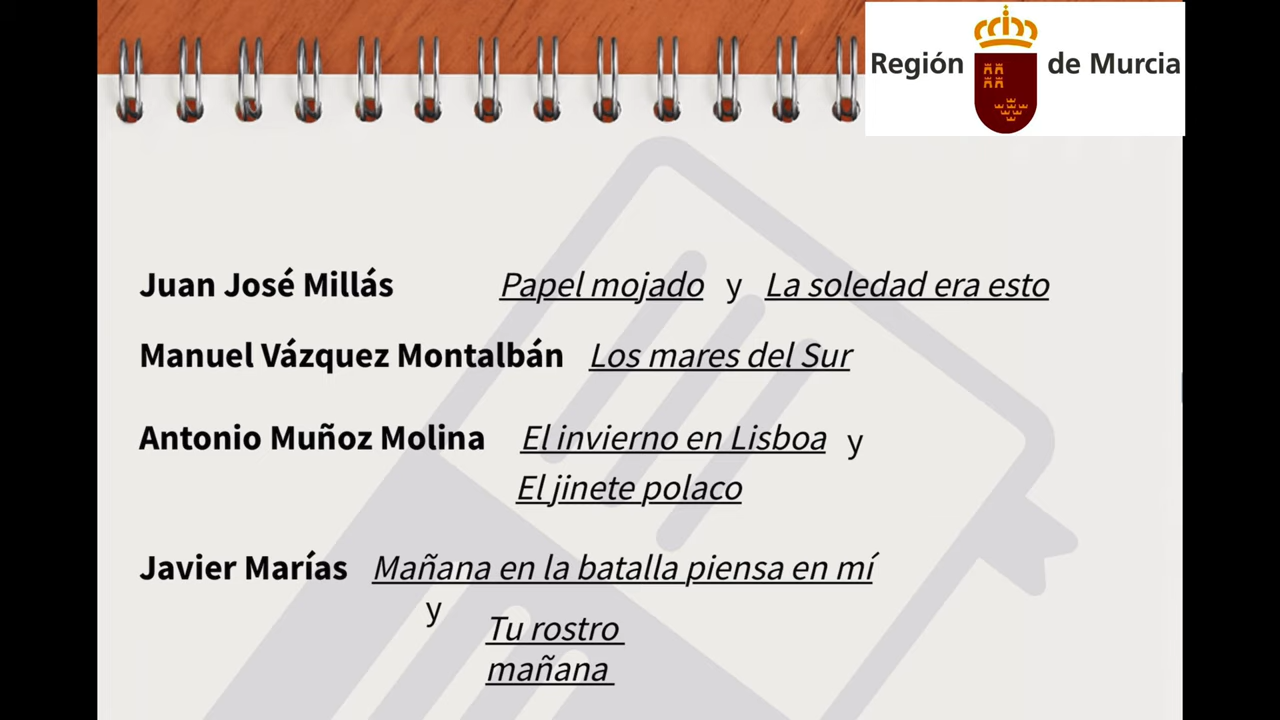 Región de Murcia
Juan José Millás Papel mojado y La soledad era esto
Manuel Vázquez Montalbán Los mares del Sur
Antonio Muñoz Molina El invierno en Lisboa y
El jinete polaco
Javier Marías Mañana en la batalla piensa en mí
y
Tu rostro
mañana